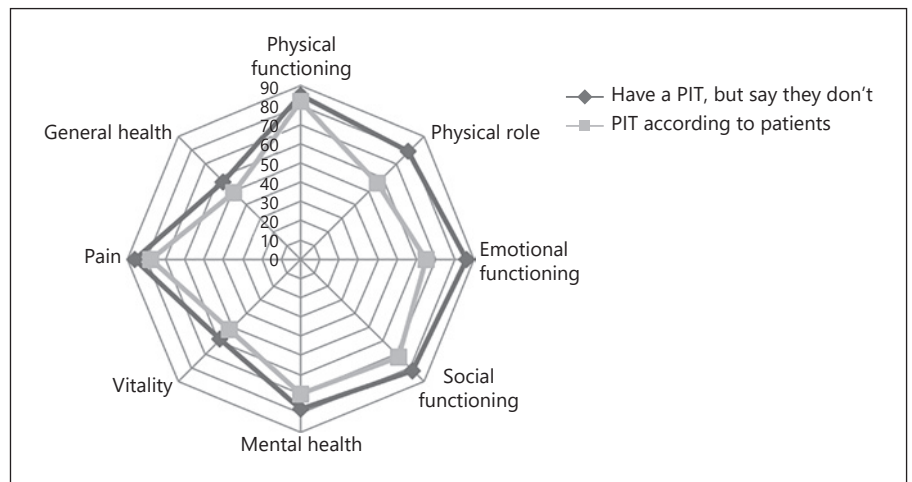 Physical
functioning
90
80
70
60
50
40
30
20
10
0
Physical role
Emotional
functioning
Social
functioning
Mental health
Vitality
Pain
General health
Have a PIT, but say they don't
PIT according to patients